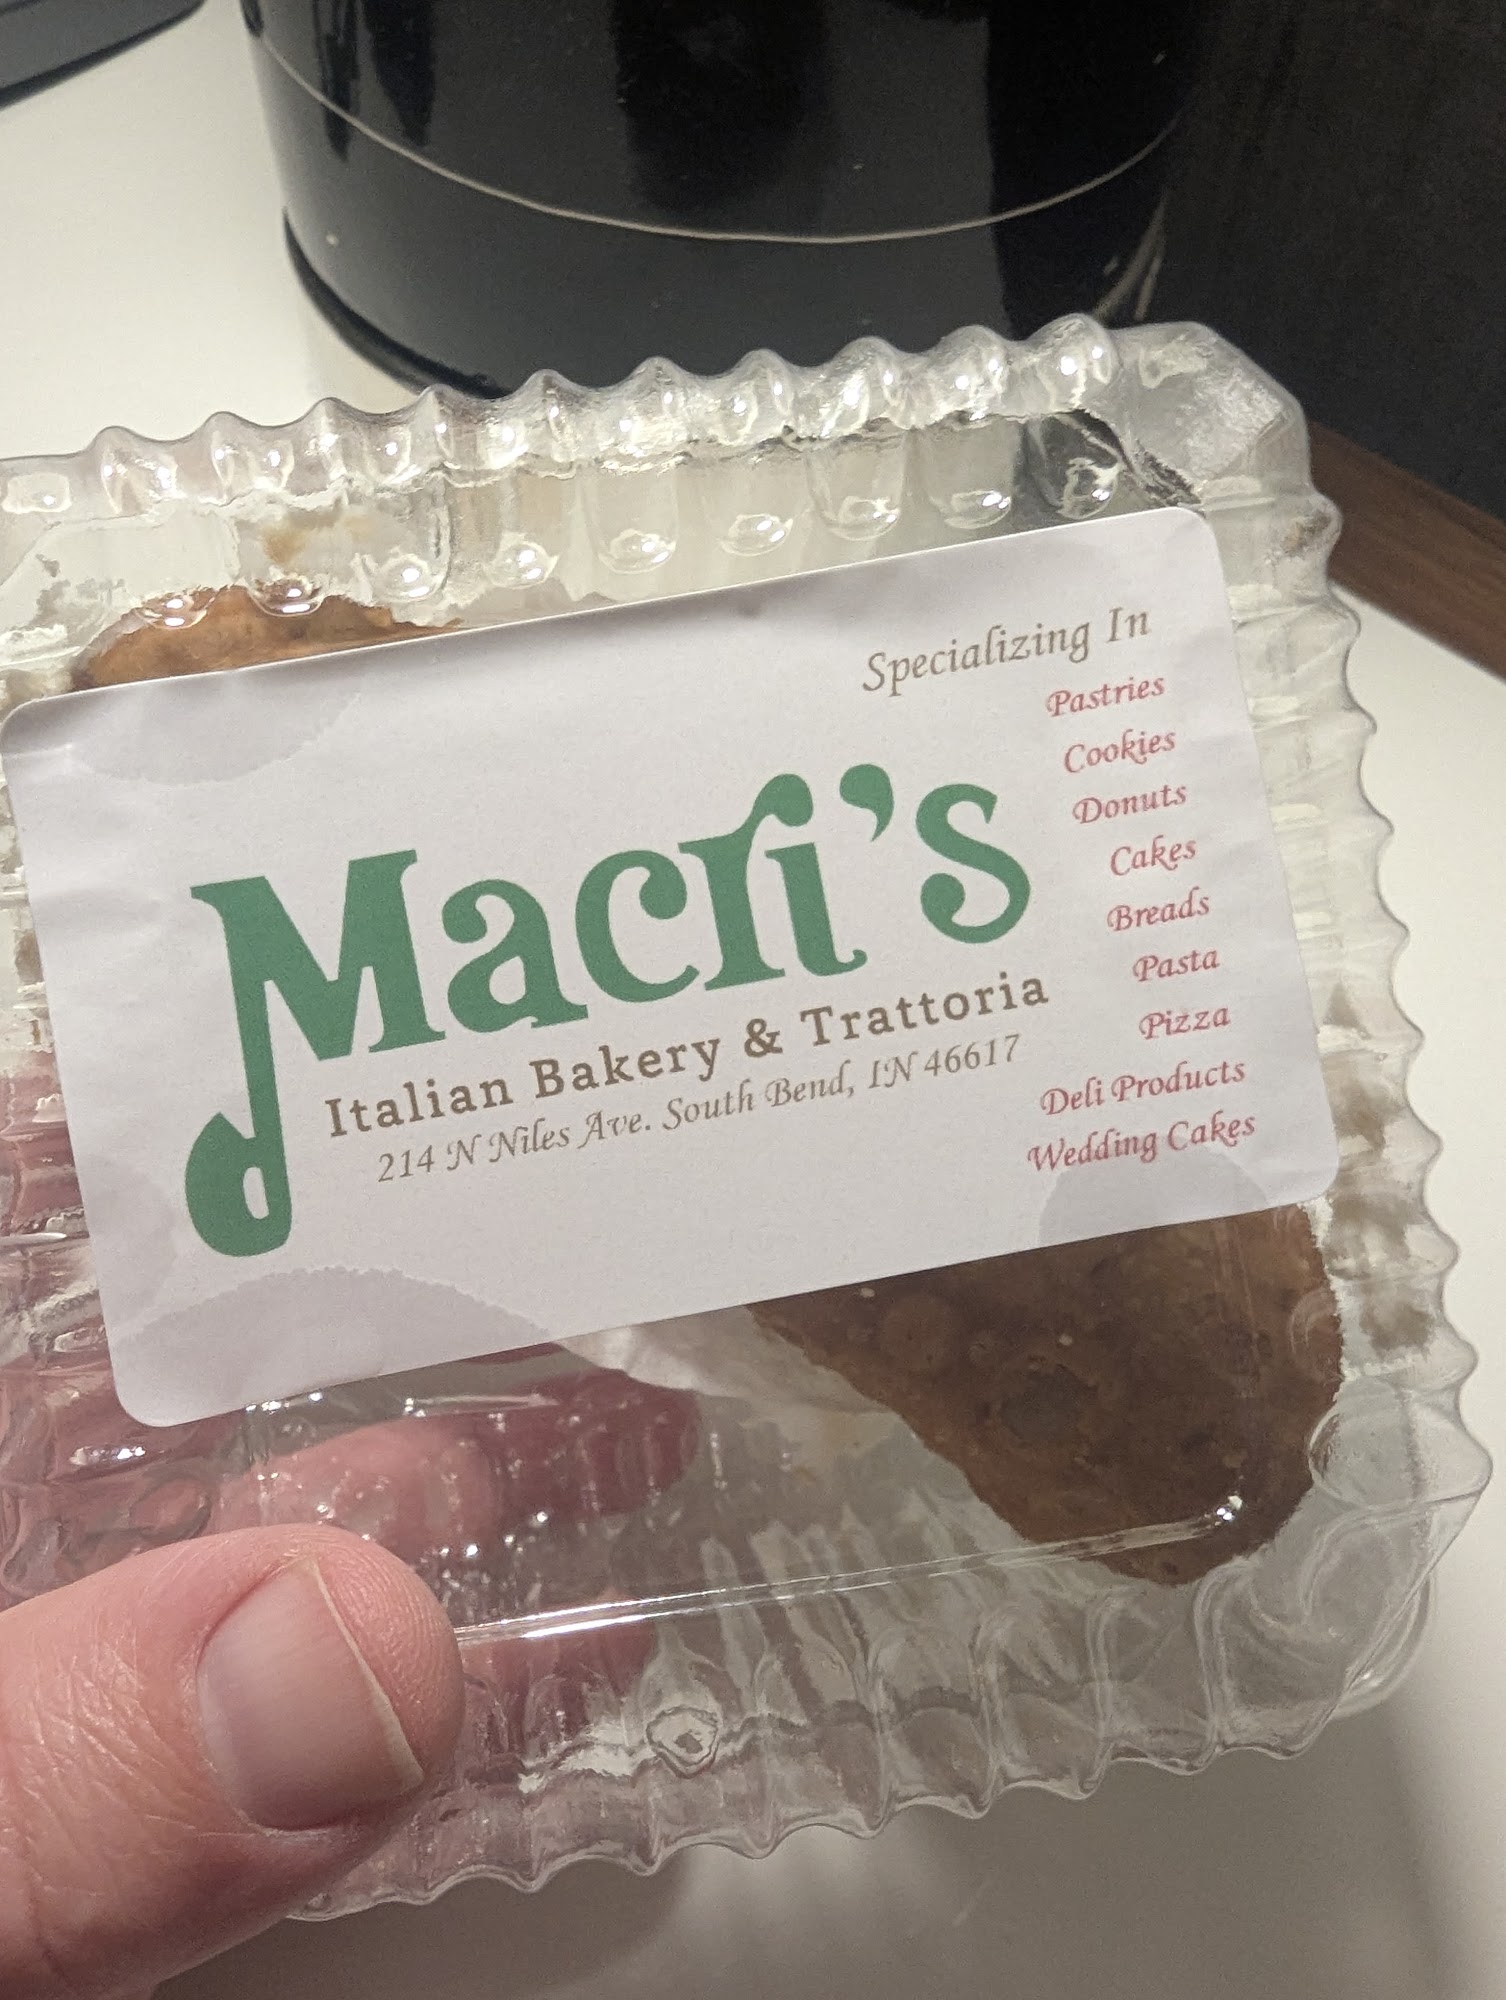 Specializing In
Pastries
Cookies
Donuts
Cakes
Breads
Pasta
Pizza
Deli Products
Wedding Cakes
Macri's
Italian Bakery & Trattoria
214 N Niles Ave. South Bend, IN 46617